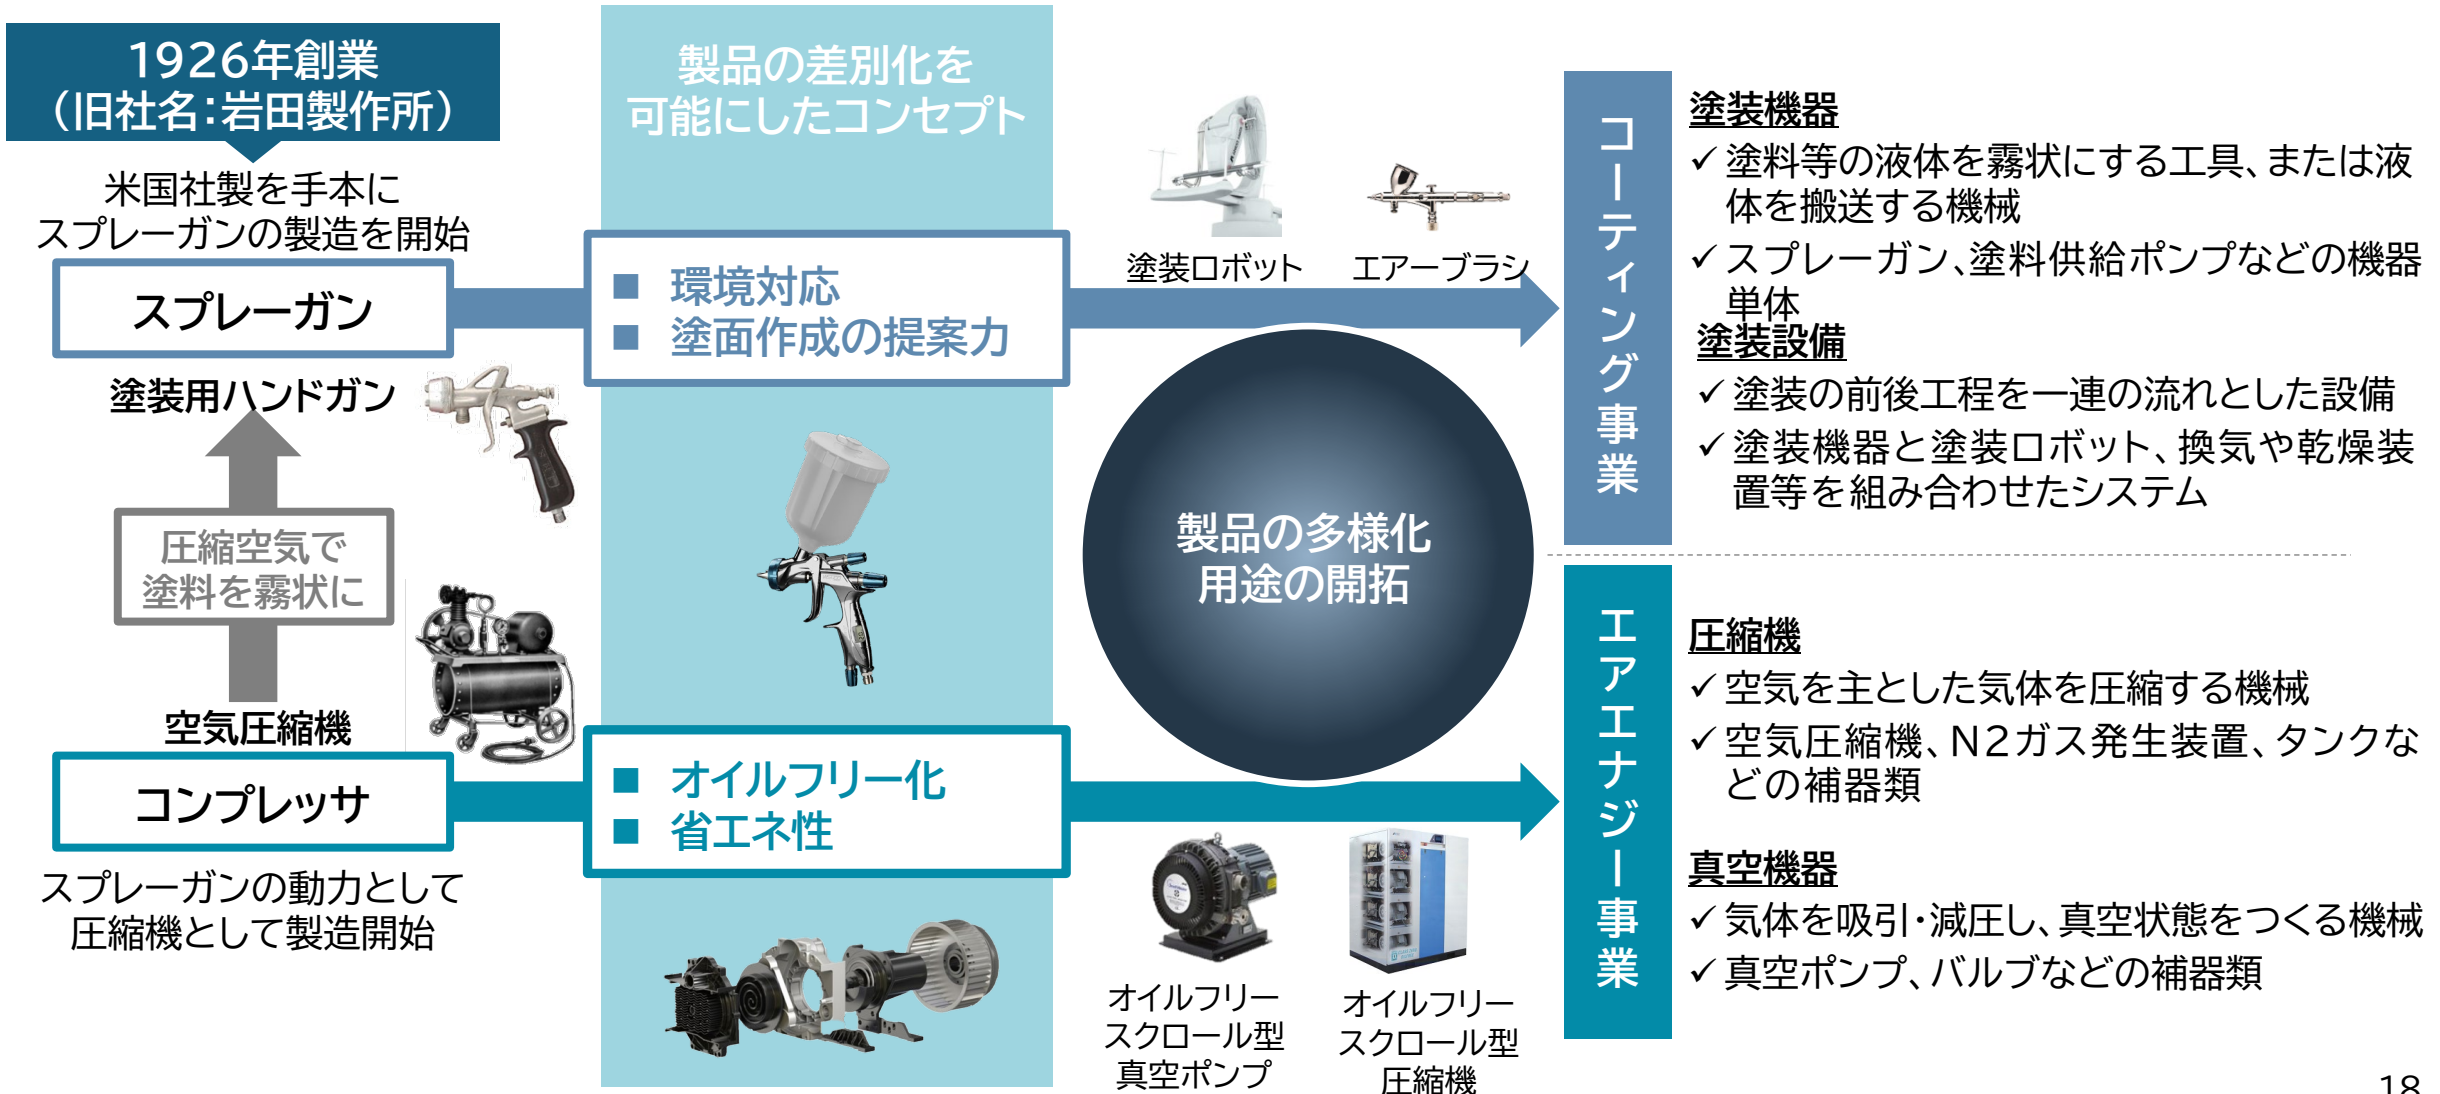 1926年創業
(旧社名:岩田製作所)
米国社製を手本に
スプレーガンの製造を開始
スプレーガン
塗装用ハンドガン
圧縮空気で
塗料を霧状に
空気圧縮機
コンプレッサ
スプレーガンの動力として
圧縮機として製造開始
製品の差別化を
可能にしたコンセプト
■ 環境対応
■ 塗面作成の提案力
■ オイルフリー化
■ 省エネ性
塗装ロボット
エアーブラシ
製品の多様化
用途の開拓
オイルフリー
スクロール型
真空ポンプ
オイルフリー
スクロール型
圧縮機
コーティング事業
塗装機器
✓ 塗料等の液体を霧状にする工具、または液
体を搬送する機械
✓ スプレーガン、塗料供給ポンプなどの機器
単体
塗装設備
✓ 塗装の前後工程を一連の流れとした設備
✓ 塗装機器と塗装ロボット、換気や乾燥装
置等を組み合わせたシステム
エアエナジー事業
圧縮機
✓ 空気を主とした気体を圧縮する機械
✓ 空気圧縮機、N2ガス発生装置、タンクな
どの補器類
真空機器
✓ 気体を吸引・減圧し、真空状態をつくる機械
✓ 真空ポンプ、バルブなどの補器類
18